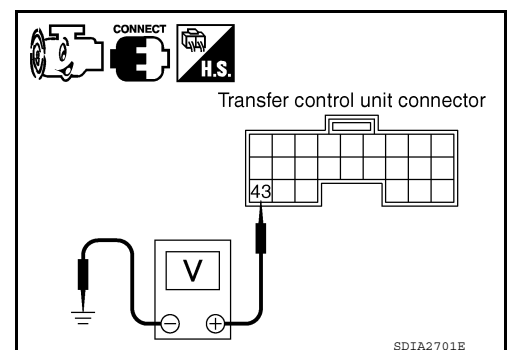 CONNECT
H.S.
Transfer control unit connector
43
V
− +
SDIA2701E